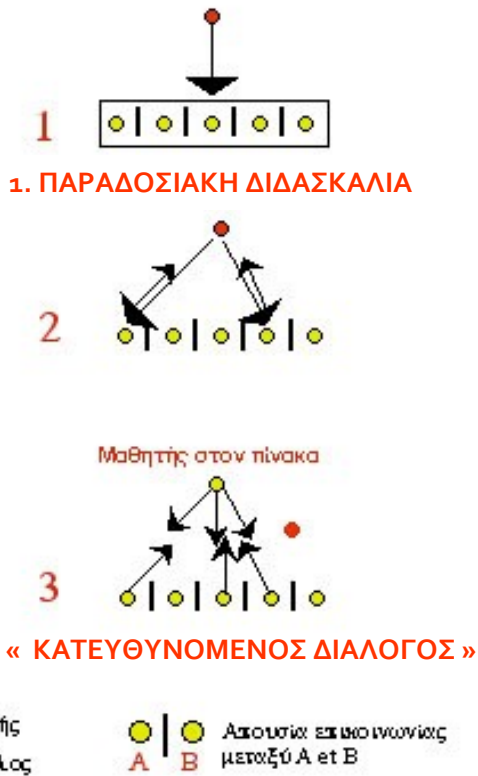 1
1. ΠΑΡΑΔΟΣΙΑΚΗ ΔΙΔΑΣΚΑΛΙΑ
2
Μαθητής στον πίνακα
3
« ΚΑΤΕΥΘΥΝΟΜΕΝΟΣ ΔΙΑΛΟΓΟΣ »
Απουσία επικοινωνίας
μεταξύ A et B
A B